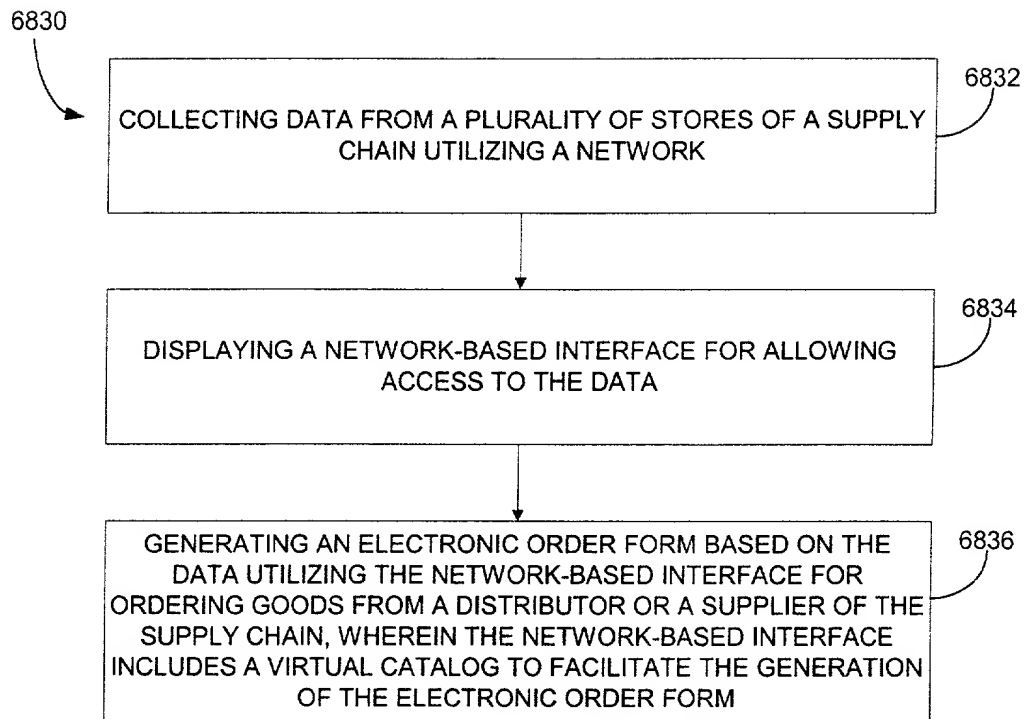 6830
6832
COLLECTING DATA FROM A PLURALITY OF STORES OF A SUPPLY
CHAIN UTILIZING A NETWORK
6834
DISPLAYING A NETWORK-BASED INTERFACE FOR ALLOWING
ACCESS TO THE DATA
6836
GENERATING AN ELECTRONIC ORDER FORM BASED ON THE
DATA UTILIZING THE NETWORK-BASED INTERFACE FOR
ORDERING GOODS FROM A DISTRIBUTOR OR A SUPPLIER OF THE
SUPPLY CHAIN, WHEREIN THE NETWORK-BASED INTERFACE
INCLUDES A VIRTUAL CATALOG TO FACILITATE THE GENERATION
OF THE ELECTRONIC ORDER FORM